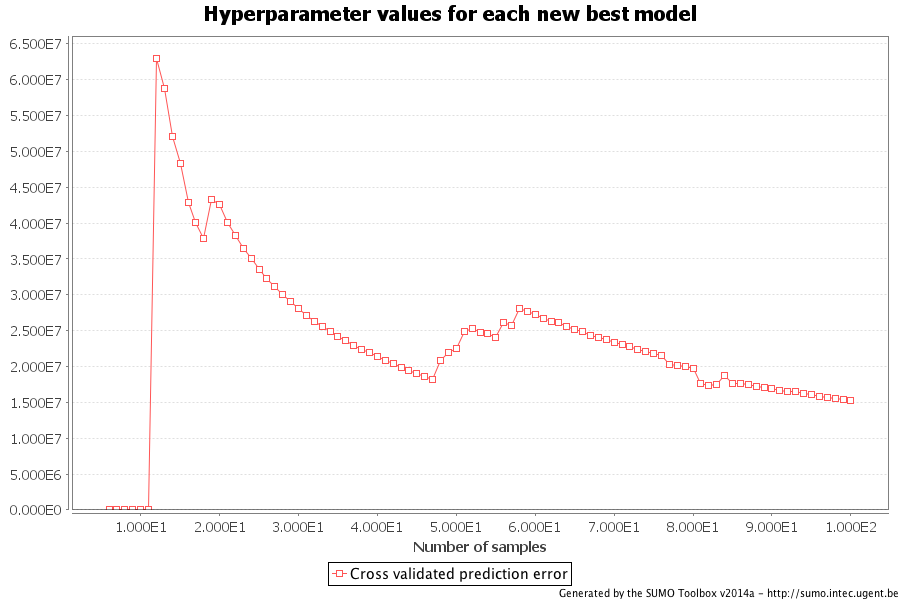 Hyperparameter values for each new best model
6.500E7
6.000E7
5.500E7
5.000E7
4.500E7
4.000E7
3.500E7
3.000E7
2.500E7
2.000E7
1.500E7
1.000E7
5.000E6
0.000E0
1.000E1 2.000E1 3.000E1 4.000E1 5.000E1 6.000E1 7.000E1 8.000E1 9.000E1 1.000E2
Number of samples
Cross validated prediction error
Generated by the SUMO Toolbox v2014a - http://sumo.intec.ugent.be